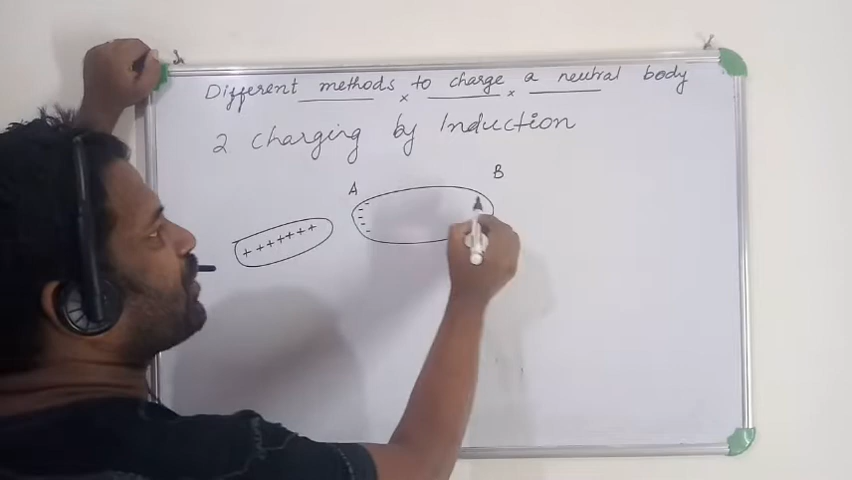 Different methods to charge a neutral body
2 charging by Induction
B
A
+ + + + + + +
- - - - -